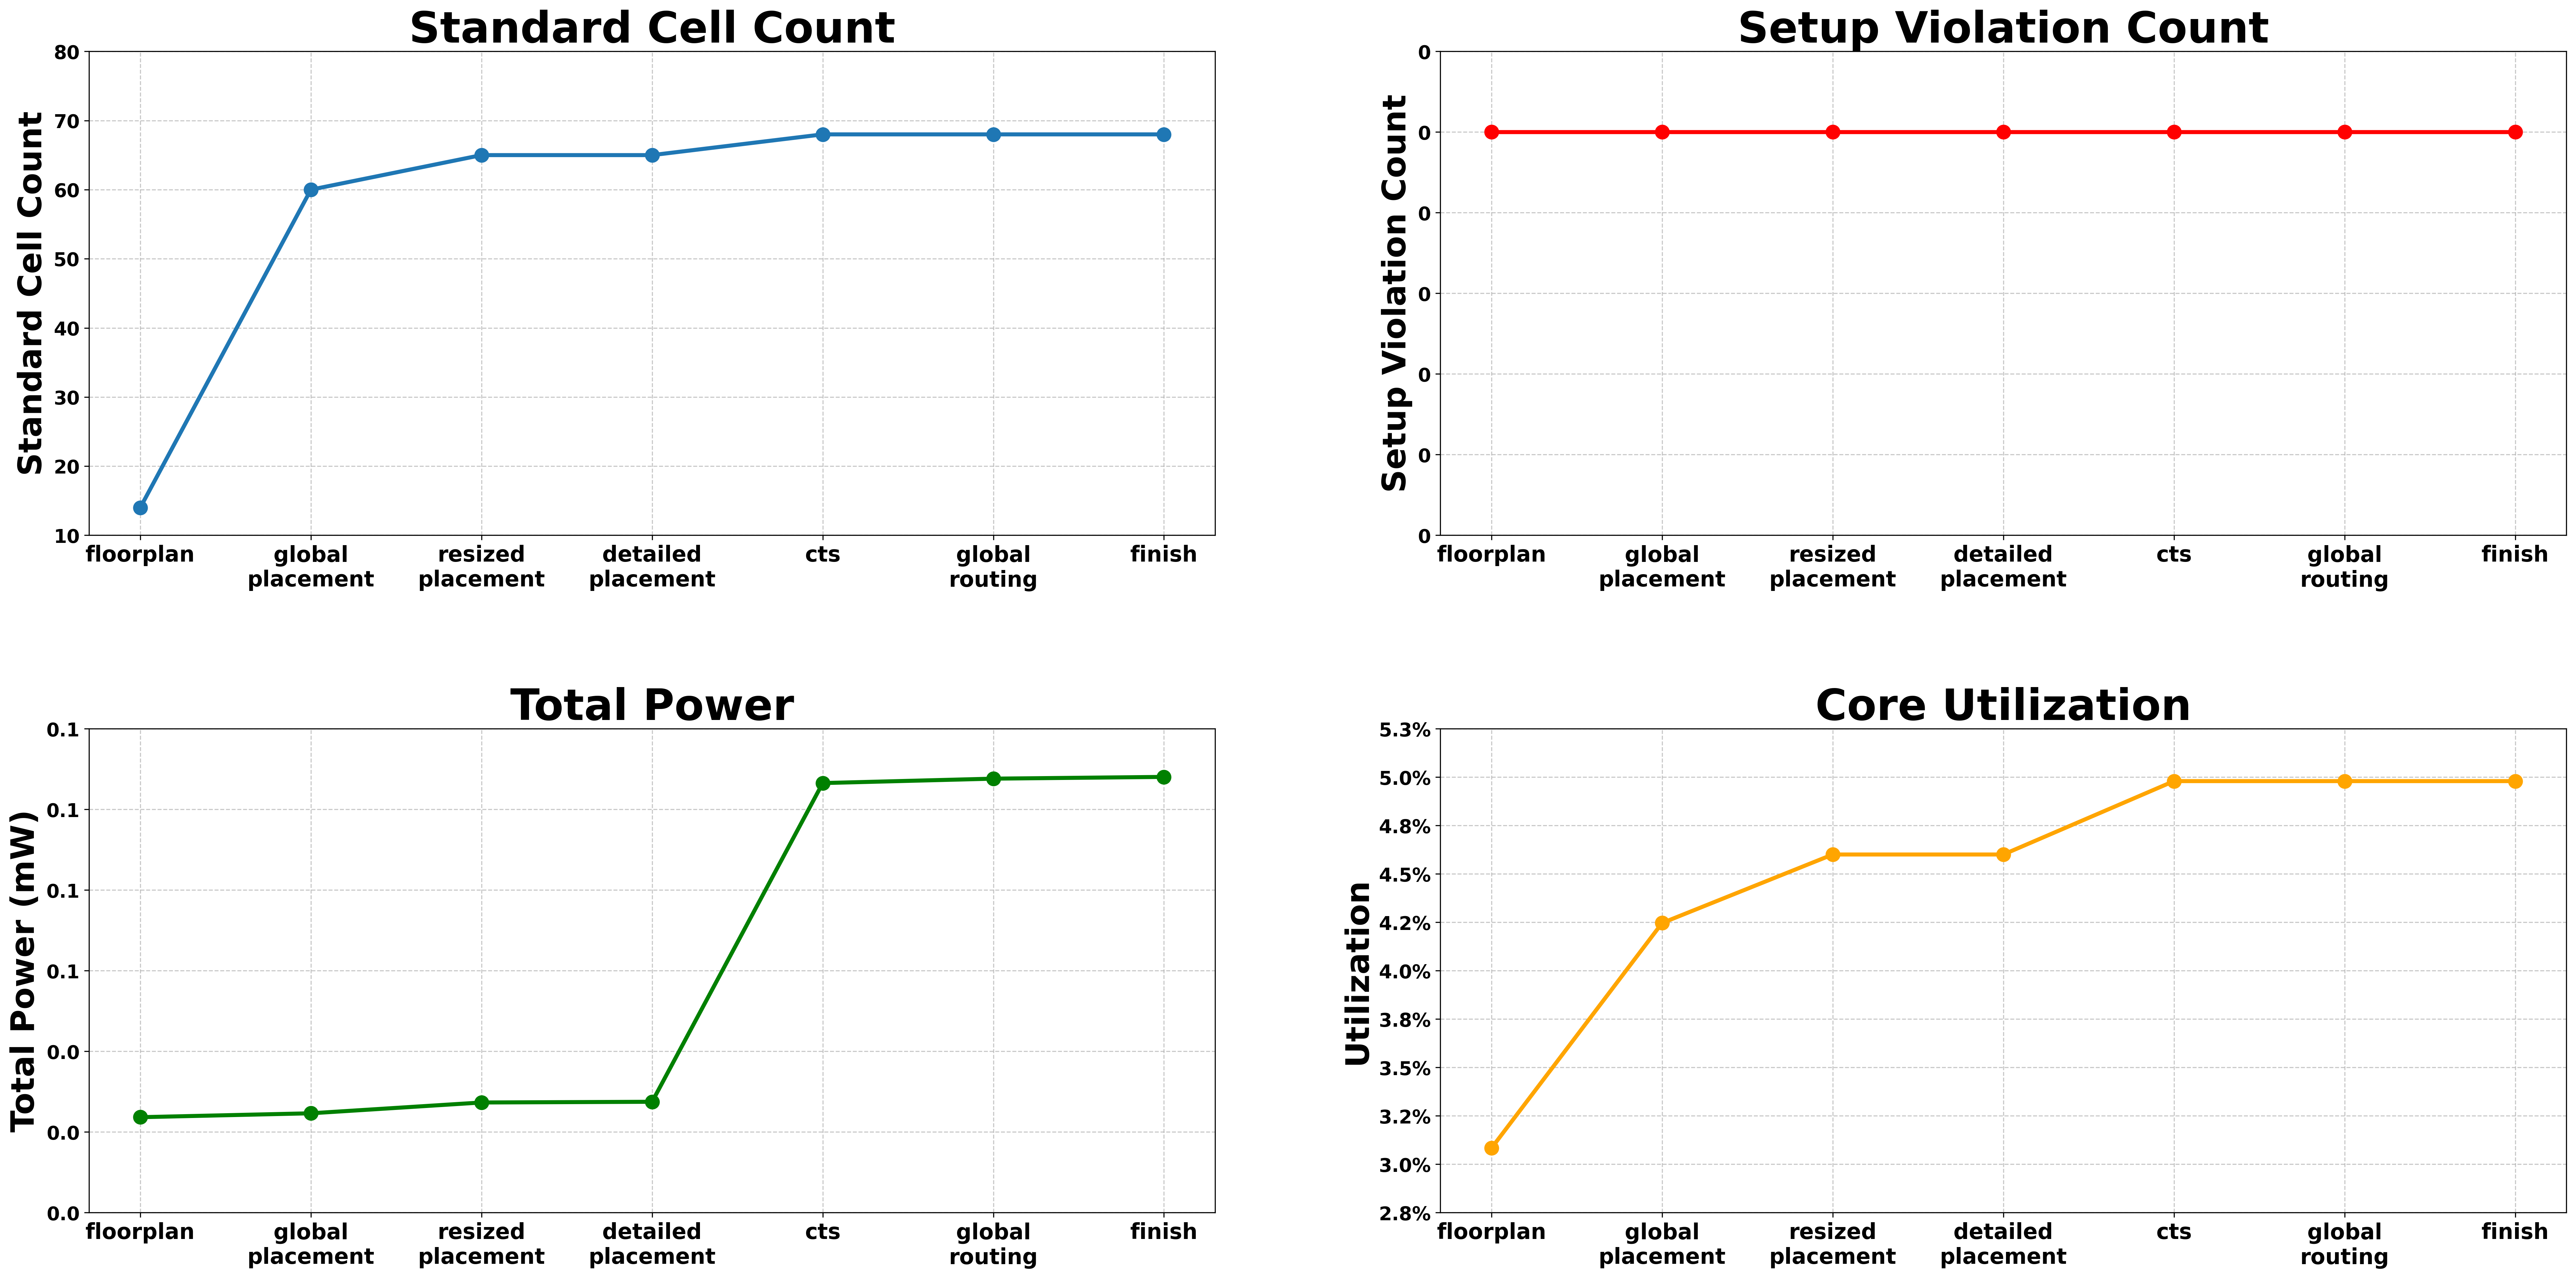 Standard Cell Count
Standard Cell Count
80
70
60
50
40
30
20
10
floorplan
global
placement
resized
placement
detailed
placement
cts
global
routing
finish
Setup Violation Count
Setup Violation Count
0
0
0
0
0
0
0
floorplan
global
placement
resized
placement
detailed
placement
cts
global
routing
finish
Total Power
Total Power (mW)
0.1
0.1
0.1
0.1
0.0
0.0
0.0
floorplan
global
placement
resized
placement
detailed
placement
cts
global
routing
finish
Core Utilization
Utilization
5.3%
5.0%
4.8%
4.5%
4.2%
4.0%
3.8%
3.5%
3.2%
3.0%
2.8%
floorplan
global
placement
resized
placement
detailed
placement
cts
global
routing
finish